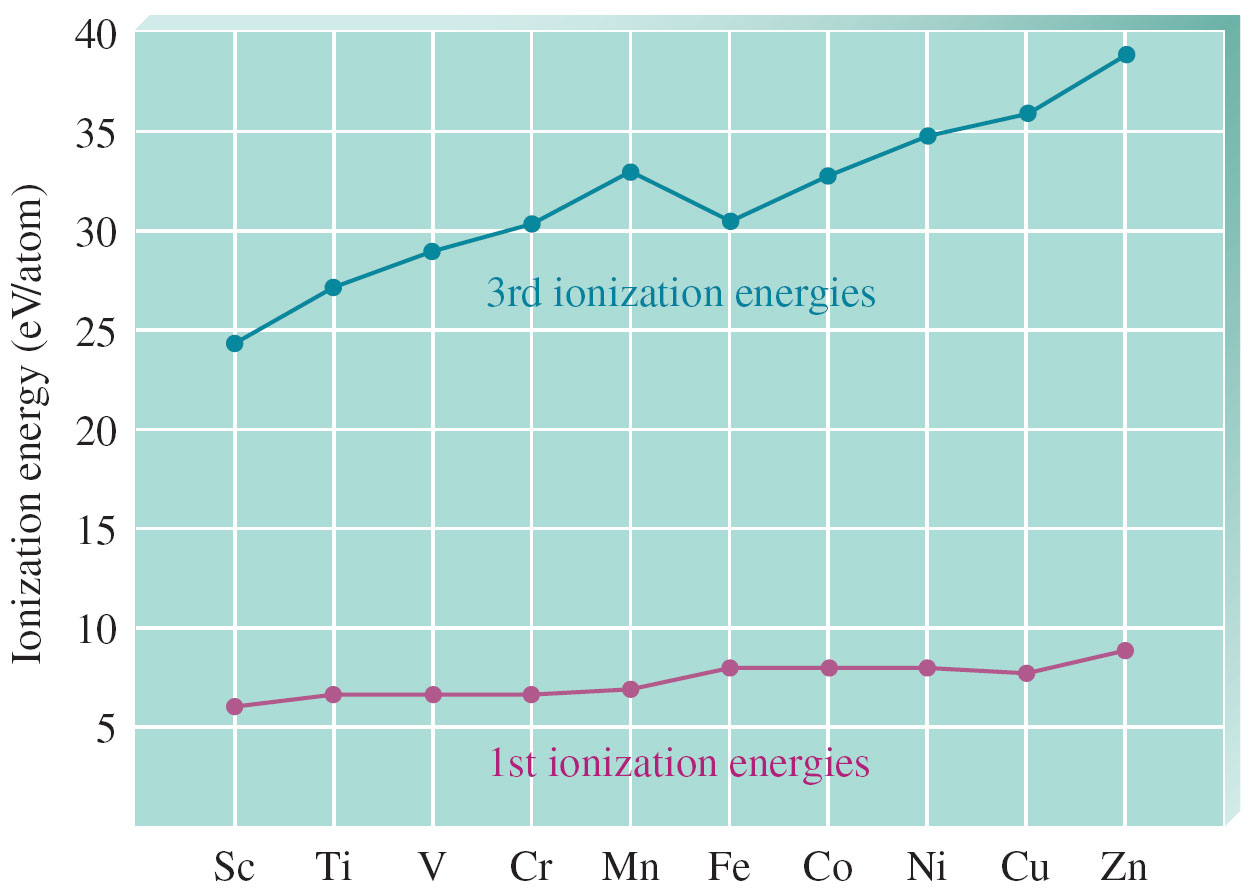 Ionization energy (eV/atom)
40
35
30
25
20
15
10
5
3rd ionization energies
1st ionization energies
Sc Ti V Cr Mn Fe Co Ni Cu Zn